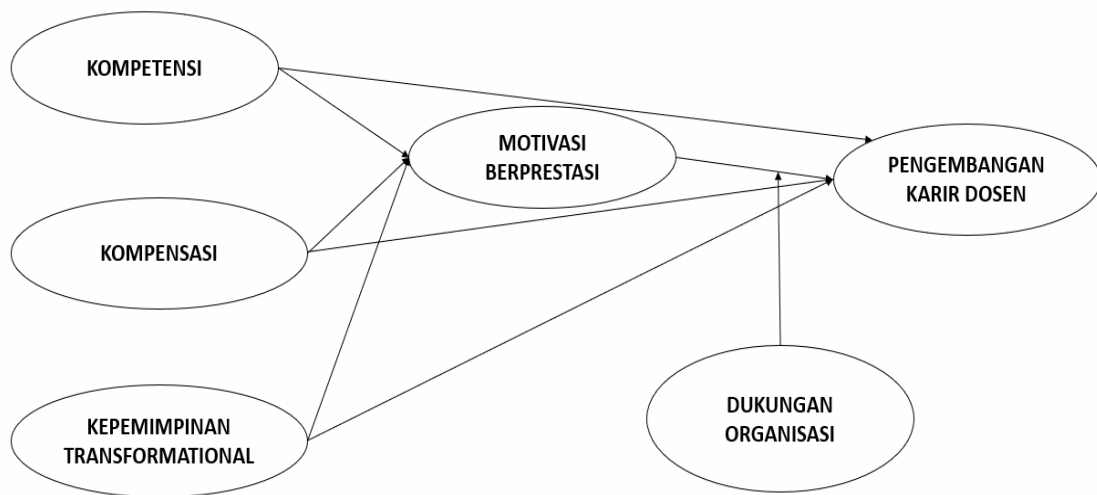 KOMPETENSI
MOTIVASI
BERPRESTASI
PENGEMBANGAN
KARIR DOSEN
KOMPENSASI
KEPEMIMPINAN
TRANSFORMATIONAL
DUKUNGAN
ORGANISASI